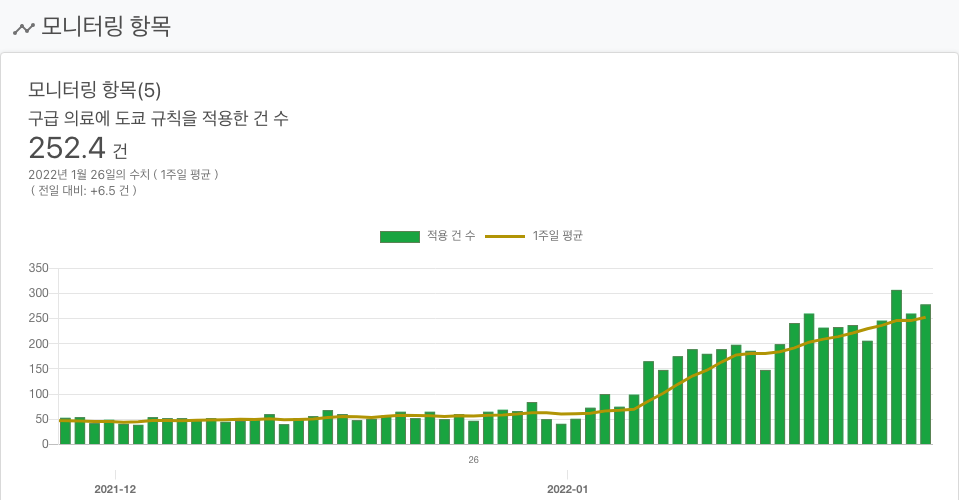 모니터링 항목
모니터링 항목(5)
구급 의료에 도쿄 규칙을 적용한 건 수
252.4 건
2022년 1월 26일의 수치 ( 1주일 평균 )
( 전일 대비: +6.5 건 )
적용 건 수 1주일 평균
350
300
250
200
150
100
50
0
26
2021-12 2022-01